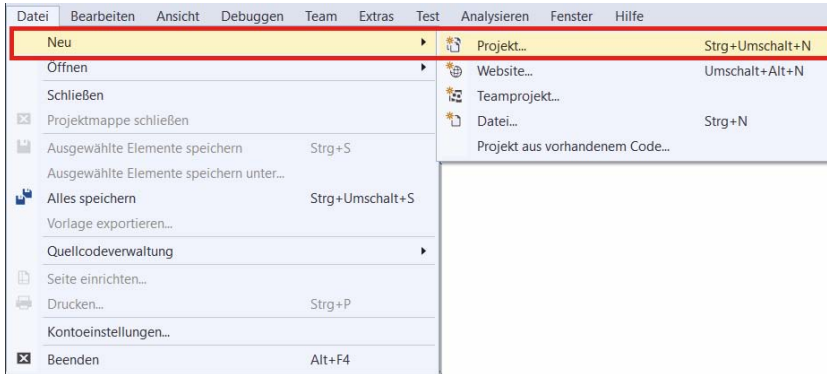 Datei Bearbeiten Ansicht Debuggen Team Extras Test Analysieren Fenster Hilfe
Neu
Öffnen
Schließen
Projektmappe schließen
Ausgewählte Elemente speichern Strg+S
Ausgewählte Elemente speichern unter...
Alles speichern Strg+Umschalt+S
Vorlage exportieren...
Quellcodeverwaltung
Seite einrichten...
Drucken... Strg+P
Kontoeinstellungen...
Beenden Alt+F4
Projekt... Strg+Umschalt+N
Website... Umschalt+Alt+N
Teamprojekt...
Datei... Strg+N
Projekt aus vorhandenem Code...